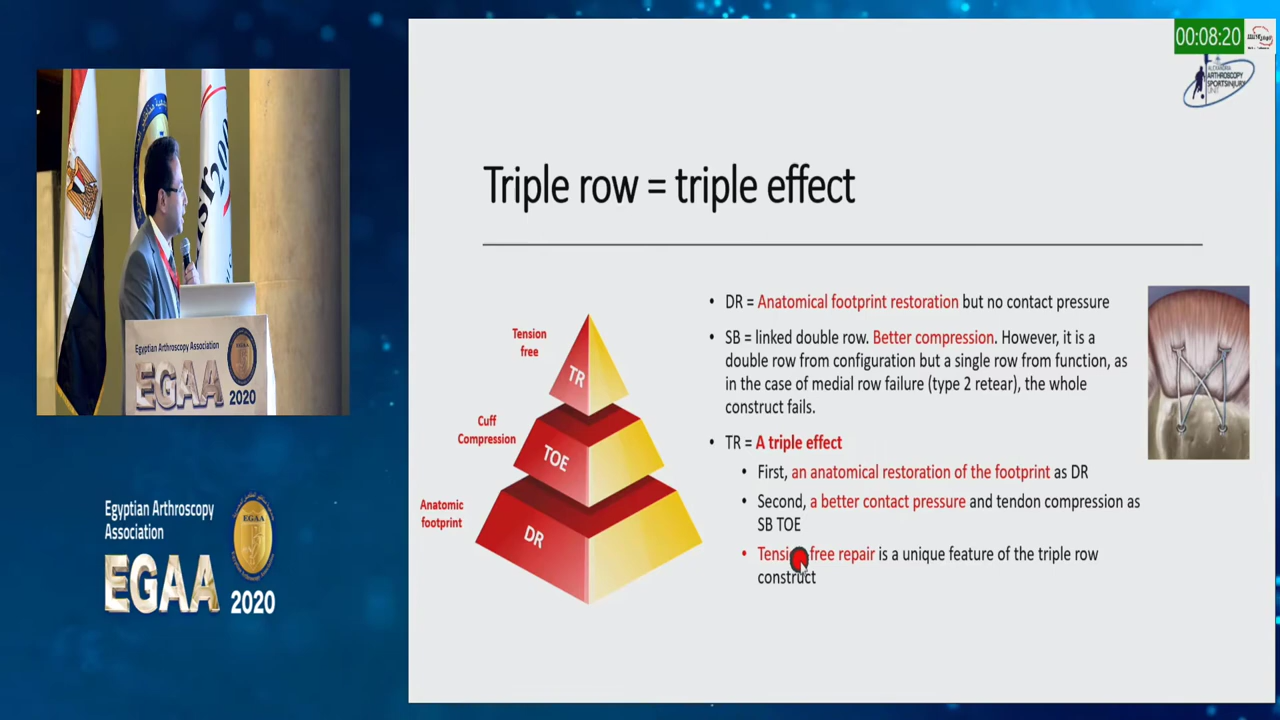 00:08:20
ALEXANDRIA
ARTHROSCOPY
SPORTSINJURY
UNIT
Triple row = triple effect
• DR = Anatomical footprint restoration but no contact pressure
• SB = linked double row. Better compression. However, it is a
double row from configuration but a single row from function, as
in the case of medial row failure (type 2 retear), the whole
construct fails.
• TR = A triple effect
• First, an anatomical restoration of the footprint as DR
• Second, a better contact pressure and tendon compression as
SB TOE
• Tension free repair is a unique feature of the triple row
construct
Tension
free
TR
Cuff
Compression
TOE
Anatomic
footprint
DR
Egyptian Arthroscopy Association
EGAA
2020
Egyptian Arthroscopy
Association
EGAA
EGAA
2020